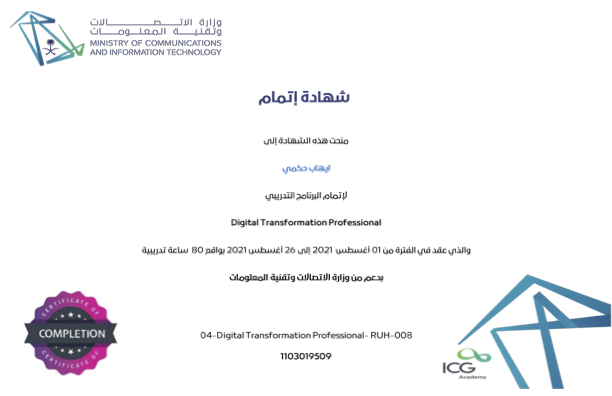 وزارة الاتـــصـــــــــالات
وتقنيـــة المعلـــومـــات
MINISTRY OF COMMUNICATIONS
AND INFORMATION TECHNOLOGY
شهادة إتمام
منحت هذه الشهادة إلى
ايهاب حكمي
لإتمام البرنامج التدريبي
Digital Transformation Professional
والذي عقد في الفترة من 01 أغسطس 2021 إلى 26 أغسطس 2021 بواقع 80 ساعة تدريبية
بدعم من وزارة الاتصالات وتقنية المعلومات
CERTIFICATE OF
COMPLETION
CERTIFICATE OF
04-Digital Transformation Professional- RUH-008
1103019509
ICG
Academy